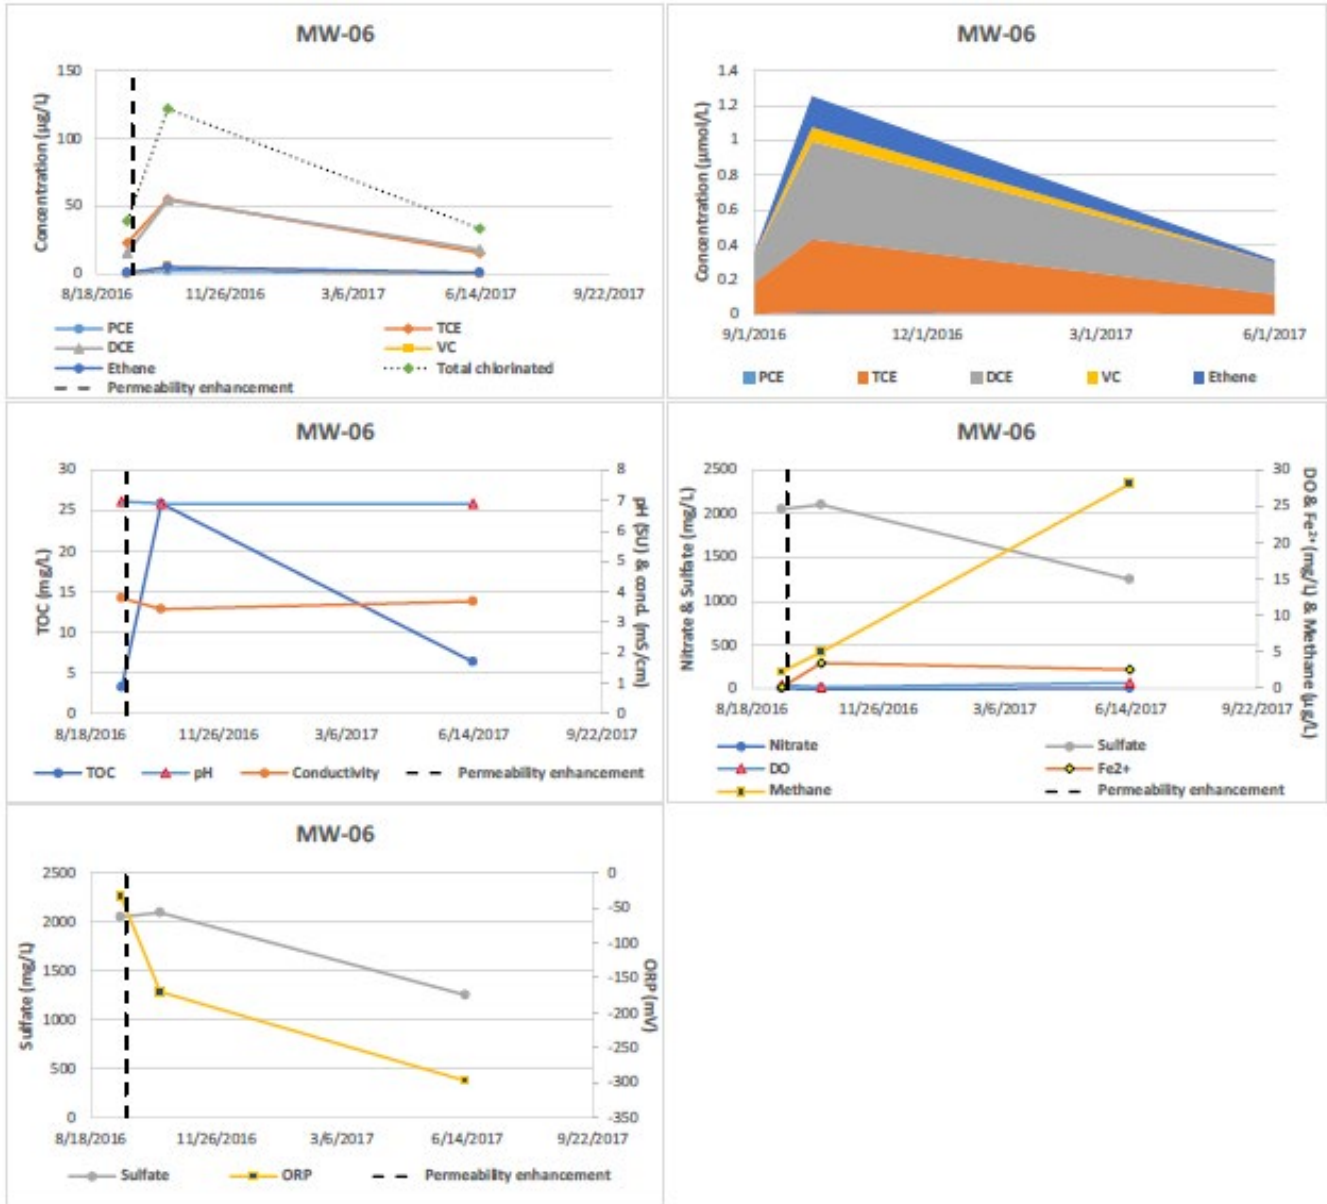 MW-06
Concentration (µg/L)
150
100
50
0
8/18/2016 11/26/2016 3/6/2017 6/14/2017 9/22/2017
PCE TCE
DCE VC
Ethene Total chlorinated
Permeability enhancement
MW-06
Concentration (µmol/L)
1.4
1.2
1
0.8
0.6
0.4
0.2
0
9/1/2016 12/1/2016 3/1/2017 6/1/2017
PCE TCE DCE VC Ethene
MW-06
TOC (mg/L)
30
25
20
15
10
5
0
pH (SU) & cond. (mS/cm)
8
7
6
5
4
3
2
1
0
8/18/2016 11/26/2016 3/6/2017 6/14/2017 9/22/2017
TOC pH Conductivity Permeability enhancement
MW-06
Nitrate & Sulfate (mg/L)
2500
2000
1500
1000
500
0
DO & Fe²⁺ (mg/L) & Methane (µg/L)
30
25
20
15
10
5
0
8/18/2016 11/26/2016 3/6/2017 6/14/2017 9/22/2017
Nitrate Sulfate
DO Fe2+
Methane Permeability enhancement
MW-06
Sulfate (mg/L)
2500
2000
1500
1000
500
0
ORP (mV)
0
-50
-100
-150
-200
-250
-300
-350
8/18/2016 11/26/2016 3/6/2017 6/14/2017 9/22/2017
Sulfate ORP Permeability enhancement